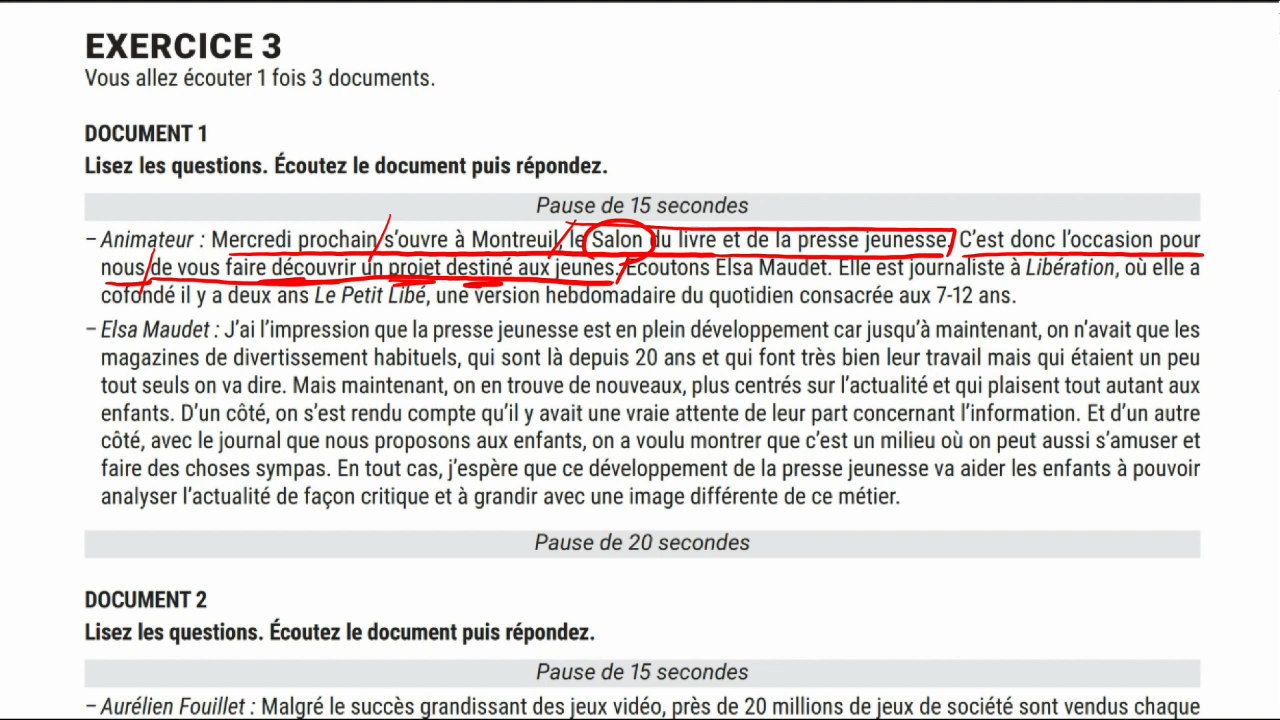 EXERCICE 3
Vous allez écouter 1 fois 3 documents.
DOCUMENT 1
Lisez les questions. Écoutez le document puis répondez.
Pause de 15 secondes
– Animateur : Mercredi prochain s’ouvre à Montreuil, le Salon du livre et de la presse jeunesse. C’est donc l’occasion pour
nous de vous faire découvrir un projet destiné aux jeunes. Écoutons Elsa Maudet. Elle est journaliste à Libération, où elle a
cofondé il y a deux ans Le Petit Libé, une version hebdomadaire du quotidien consacrée aux 7-12 ans.
– Elsa Maudet : J’ai l’impression que la presse jeunesse est en plein développement car jusqu’à maintenant, on n’avait que les
magazines de divertissement habituels, qui sont là depuis 20 ans et qui font très bien leur travail mais qui étaient un peu
tout seuls on va dire. Mais maintenant, on en trouve de nouveaux, plus centrés sur l’actualité et qui plaisent tout autant aux
enfants. D’un côté, on s’est rendu compte qu’il y avait une vraie attente de leur part concernant l’information. Et d’un autre
côté, avec le journal que nous proposons aux enfants, on a voulu montrer que c’est un milieu où on peut aussi s’amuser et
faire des choses sympas. En tout cas, j’espère que ce développement de la presse jeunesse va aider les enfants à pouvoir
analyser l’actualité de façon critique et à grandir avec une image différente de ce métier.
Pause de 20 secondes
DOCUMENT 2
Lisez les questions. Écoutez le document puis répondez.
Pause de 15 secondes
– Aurélien Fouillet : Malgré le succès grandissant des jeux vidéo, près de 20 millions de jeux de société sont vendus chaque